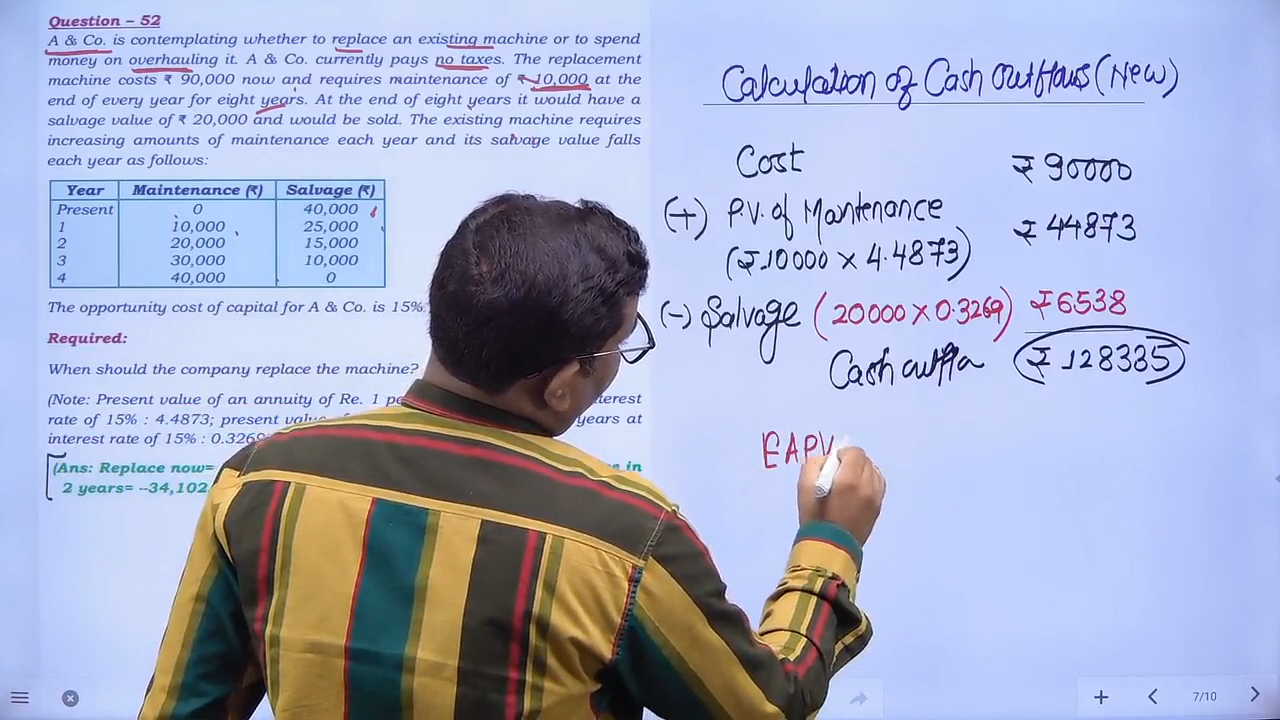 Question – 52
A & Co. is contemplating whether to replace an existing machine or to spend
money on overhauling it. A & Co. currently pays no taxes. The replacement
machine costs ₹ 90,000 now and requires maintenance of ₹ 10,000 at the
end of every year for eight years. At the end of eight years it would have a
salvage value of ₹ 20,000 and would be sold. The existing machine requires
increasing amounts of maintenance each year and its salvage value falls
each year as follows:
Year Maintenance (₹) Salvage (₹)
Present 0 40,000
1 10,000 25,000
2 20,000 15,000
3 30,000 10,000
4 40,000 0
The opportunity cost of capital for A & Co. is 15%
Required:
When should the company replace the machine?
(Note: Present value of an annuity of Re. 1 interest
rate of 15% : 4.4873; present years at
interest rate of 15% : 0.3269
(Ans: Replace now= in
2 years= –34,102
Calculation of Cash Outflows (New)
Cost ₹ 90000
(+) P.V. of Mantenance ₹ 44873
(₹ 10000 × 4.4873)
(–) Salvage (20000 × 0.3269) ₹ 6538
Cash ₹ 128335
EAPV
7/10